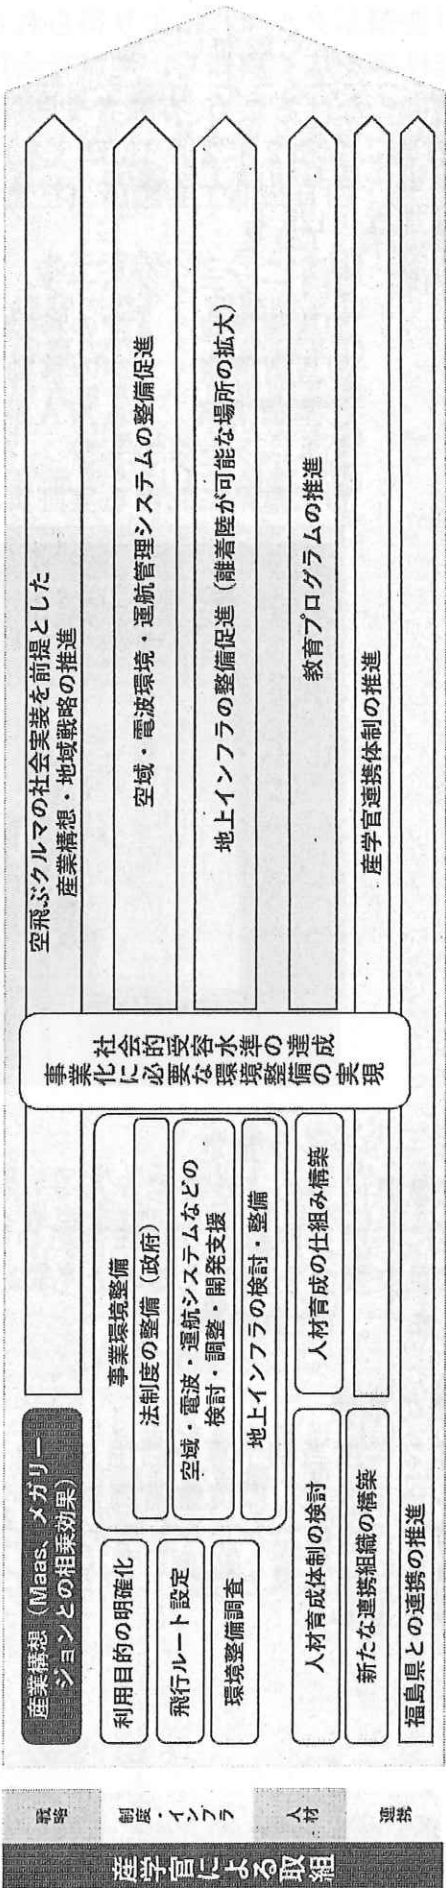 産学官による取組
戦略
制度・インフラ
人材
連携
産業構想（Maas、メガリー
ジョンとの相乗効果）
空飛ぶクルマの社会実装を前提とした
産業構想・地域戦略の推進
利用目的の明確化
飛行ルート設定
環境整備調査
事業環境整備
法制度の整備（政府）
空域・電波・運航システムなどの
検討・調整・開発支援
地上インフラの検討・整備
社会的受容水準の達成
事業化に必要な環境整備の実現
空域・電波環境・運航管理システムの整備促進
地上インフラの整備促進（離着陸が可能な場所の拡大）
人材育成体制の検討
人材育成の仕組み構築
教育プログラムの推進
新たな連携組織の構築
産学官連携体制の推進
福島県との連携の推進